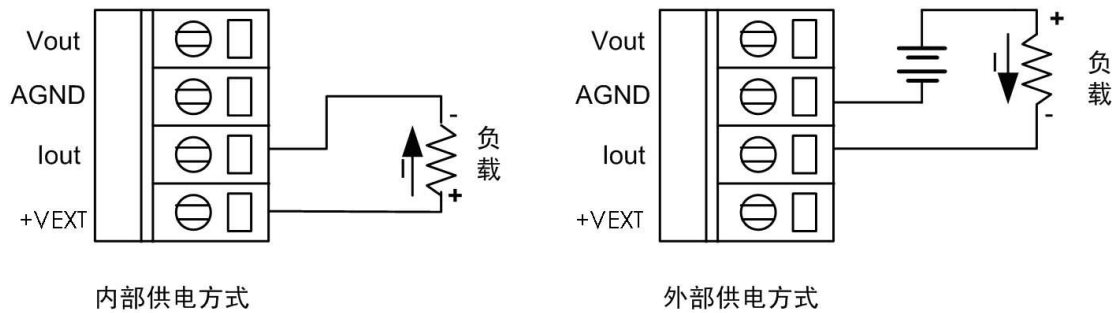 Vout
AGND
Iout
+VEXT
-
I
+
负载
内部供电方式
Vout
AGND
Iout
+VEXT
+
I
-
负载
外部供电方式